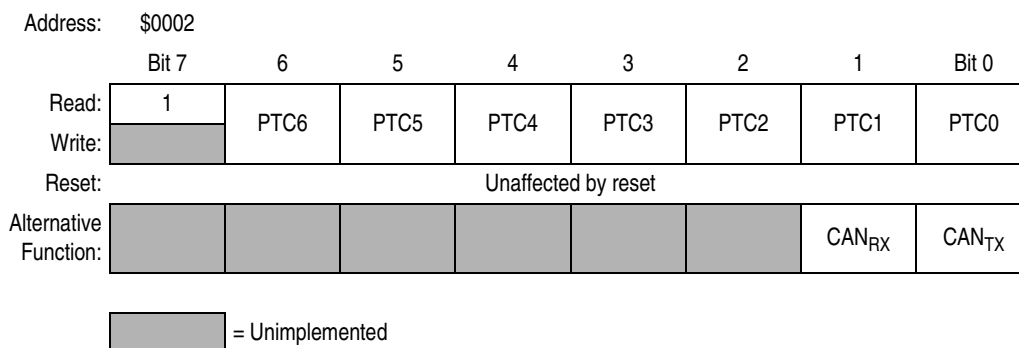 Address: $0002
Bit 7 6 5 4 3 2 1 Bit 0
Read: 1 PTC6 PTC5 PTC4 PTC3 PTC2 PTC1 PTC0
Write:
Reset: Unaffected by reset
Alternative
Function: CANRX CANTX
= Unimplemented